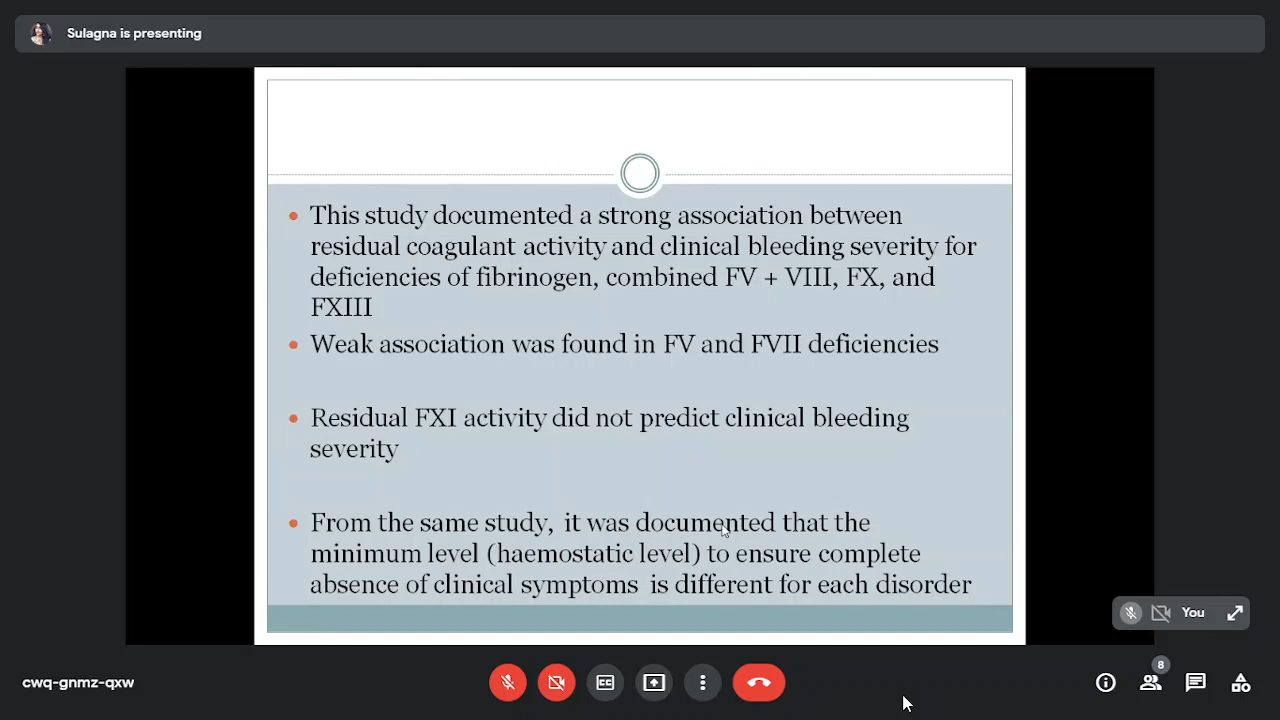 Sulagna is presenting
This study documented a strong association between
residual coagulant activity and clinical bleeding severity for
deficiencies of fibrinogen, combined FV + VIII, FX, and
FXIII
Weak association was found in FV and FVII deficiencies
Residual FXI activity did not predict clinical bleeding
severity
From the same study, it was documented that the
minimum level (haemostatic level) to ensure complete
absence of clinical symptoms is different for each disorder
You
cwq-gnmz-qxw
CC
8